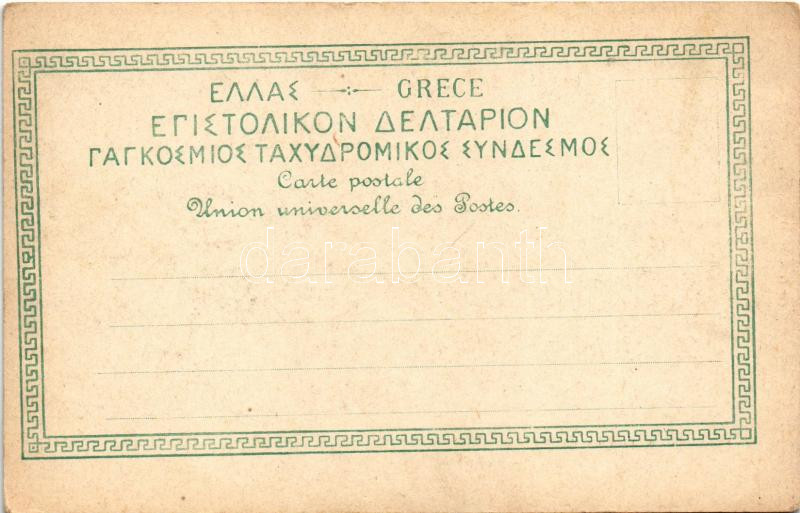 ΕΛΛΑΣ — GRECE
ΕΠΙΣΤΟΛΙΚΟΝ ΔΕΛΤΑΡΙΟΝ
ΠΑΓΚΟΣΜΙΟΣ ΤΑΧΥΔΡΟΜΙΚΟΣ ΣΥΝΔΕΣΜΟΣ
Carte postale
Union universelle des Postes.
darabanth